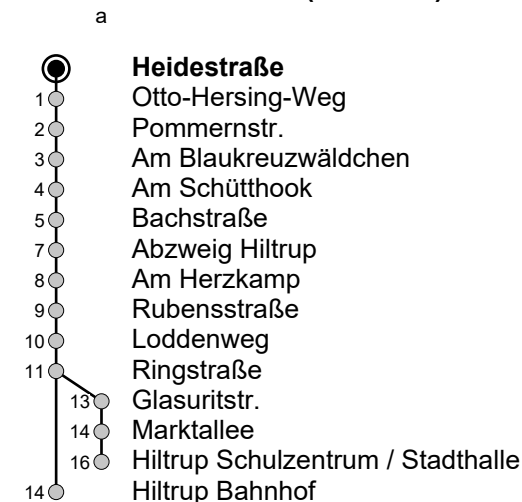 a
Heidestraße
1 Otto-Hersing-Weg
2 Pommernstr.
3 Am Blaukreuzwäldchen
4 Am Schütthook
5 Bachstraße
7 Abzweig Hiltrup
8 Am Herzkamp
9 Rubensstraße
10 Loddenweg
11 Ringstraße
13 Glasuritstr.
14 Marktallee
16 Hiltrup Schulzentrum / Stadthalle
14 Hiltrup Bahnhof